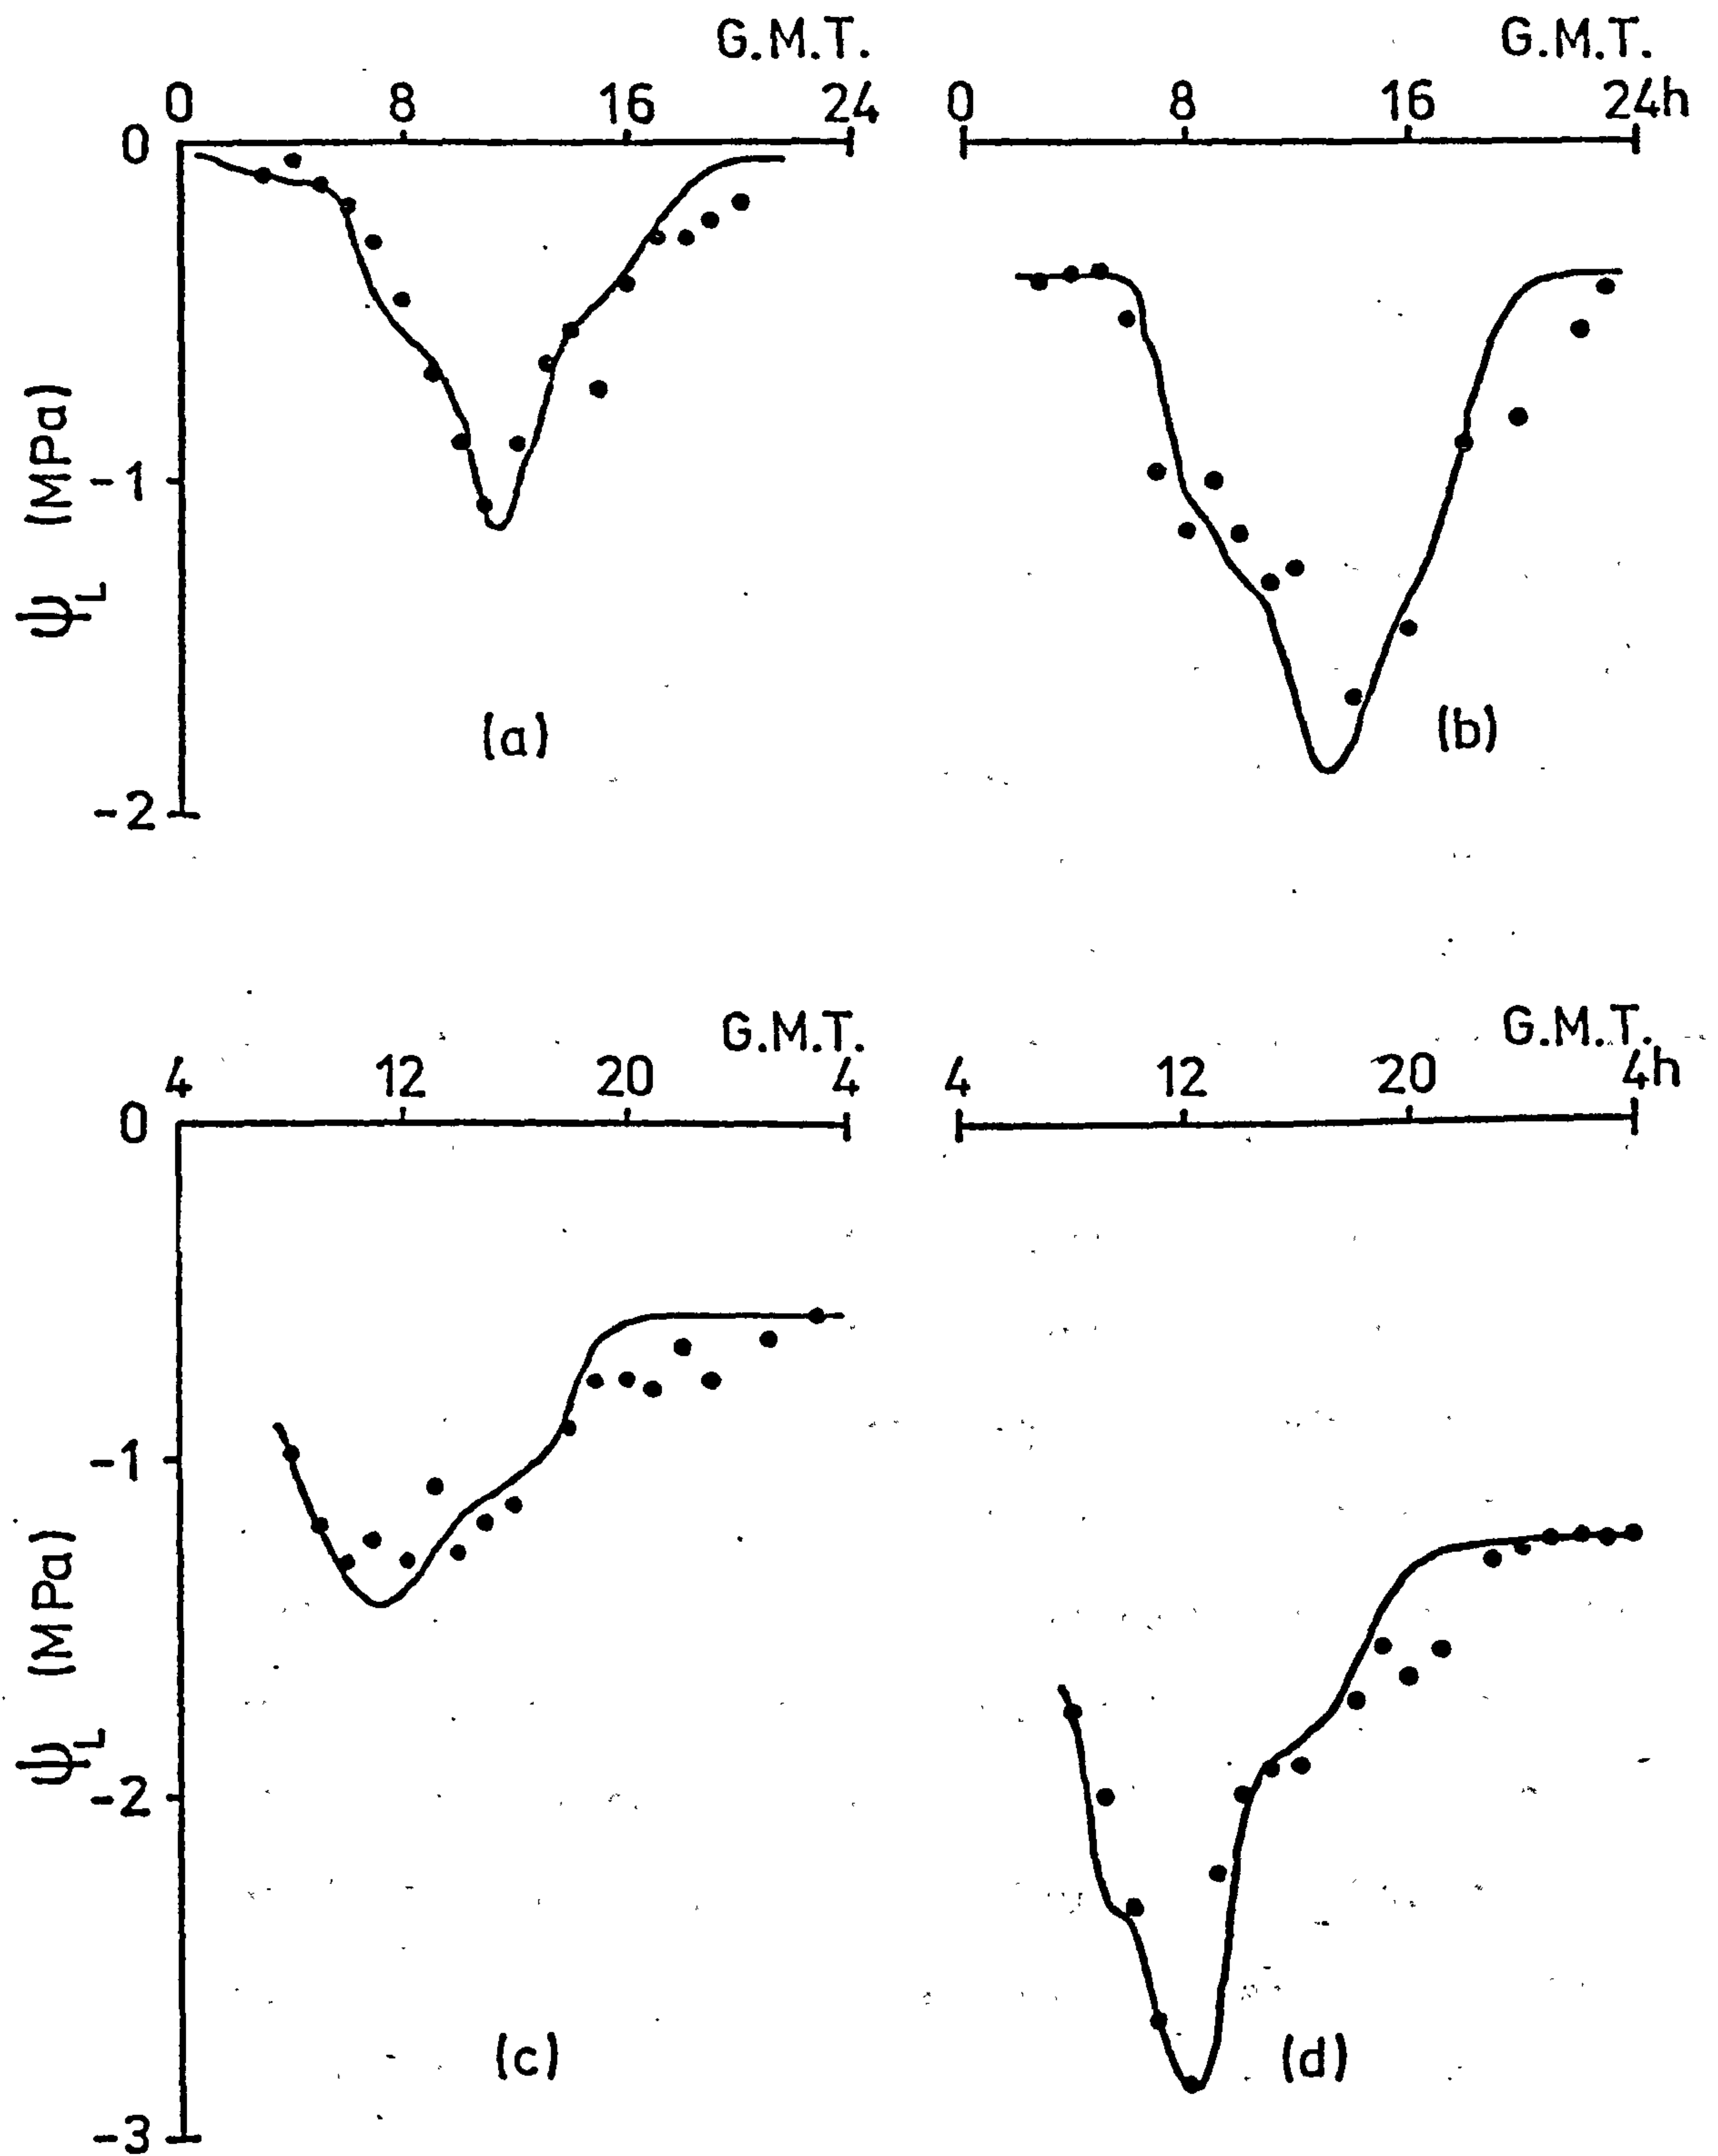 G.M.T. G.M.T.
0 8 16 24 0 8 16 24h
0
-1
-2
ψL (MPa)
(a) (b)
G.M.T. G.M.T.
4 12 20 4 4 12 20 4h
0
-1
-2
-3
ψL (MPa)
(c) (d)